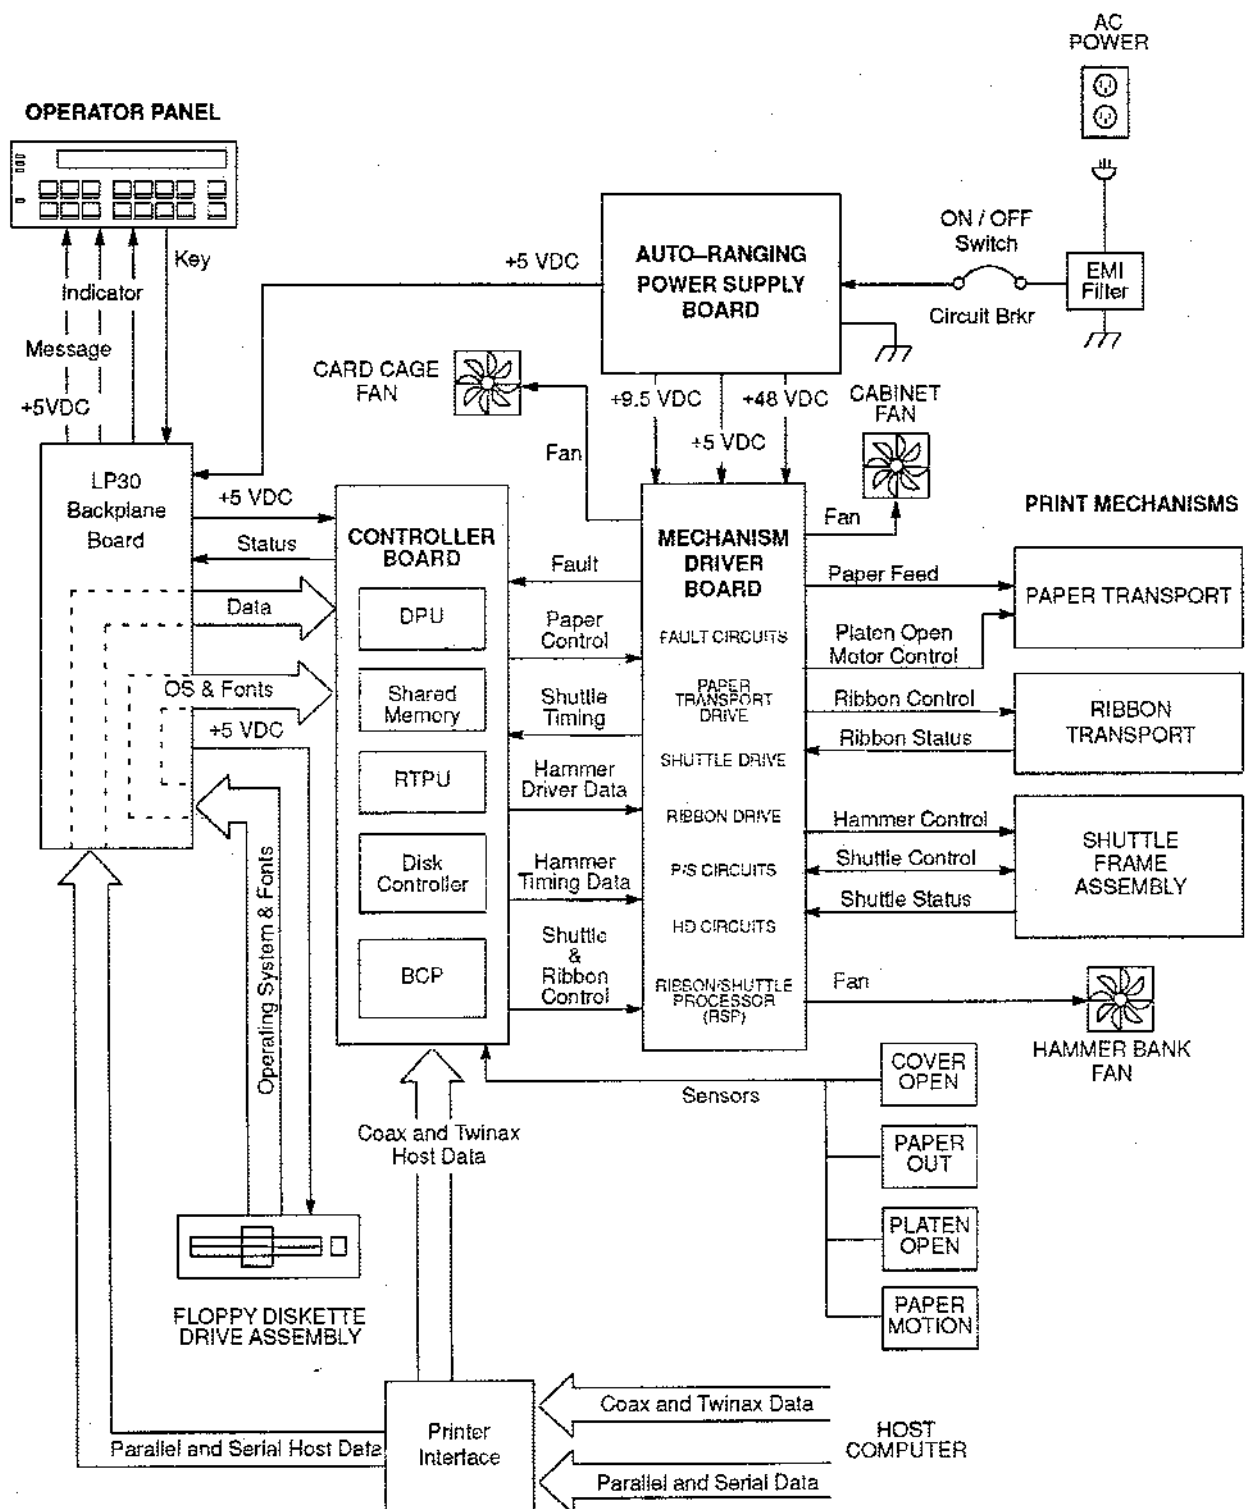 AC
POWER
OPERATOR PANEL
ON / OFF
Switch
AUTO–RANGING
POWER SUPPLY
BOARD
EMI
Filter
Circuit Brkr
+5 VDC
Key
Indicator
Message
+5VDC
CARD CAGE
FAN
+9.5 VDC
+48 VDC
+5 VDC
CABINET
FAN
Fan
Fan
LP30
Backplane
Board
+5 VDC
Status
Data
OS & Fonts
+5 VDC
CONTROLLER
BOARD
DPU
Shared
Memory
RTPU
Disk
Controller
BCP
Fault
Paper
Control
Shuttle
Timing
Hammer
Driver Data
Hammer
Timing Data
Shuttle
&
Ribbon
Control
MECHANISM
DRIVER
BOARD
FAULT CIRCUITS
PAPER
TRANSPORT
DRIVE
SHUTTLE DRIVE
RIBBON DRIVE
P/S CIRCUITS
HD CIRCUITS
RIBBON/SHUTTLE
PROCESSOR
(RSP)
PRINT MECHANISMS
Paper Feed
PAPER TRANSPORT
Platen Open
Motor Control
Ribbon Control
Ribbon Status
RIBBON
TRANSPORT
Hammer Control
Shuttle Control
Shuttle Status
SHUTTLE
FRAME
ASSEMBLY
Fan
HAMMER BANK
FAN
Sensors
COVER
OPEN
PAPER
OUT
PLATEN
OPEN
PAPER
MOTION
Operating System & Fonts
Coax and Twinax
Host Data
FLOPPY DISKETTE
DRIVE ASSEMBLY
Parallel and Serial Host Data
Printer
Interface
Coax and Twinax Data
HOST
COMPUTER
Parallel and Serial Data